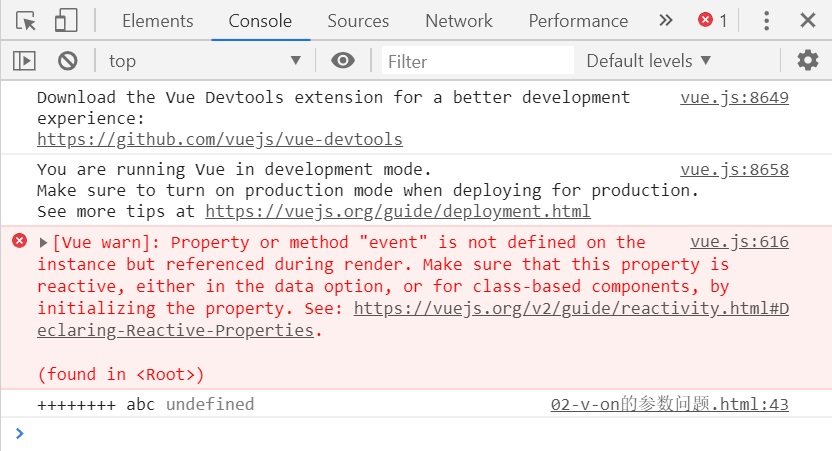 Elements Console Sources Network Performance » 1
top Filter Default levels
Download the Vue Devtools extension for a better development vue.js:8649
experience:
https://github.com/vuejs/vue-devtools
You are running Vue in development mode. vue.js:8658
Make sure to turn on production mode when deploying for production.
See more tips at https://vuejs.org/guide/deployment.html
[Vue warn]: Property or method "event" is not defined on the vue.js:616
instance but referenced during render. Make sure that this property is
reactive, either in the data option, or for class-based components, by
initializing the property. See: https://vuejs.org/v2/guide/reactivity.html#D
eclaring-Reactive-Properties.
(found in <Root>)
++++++++ abc undefined 02-v-on的参数问题.html:43